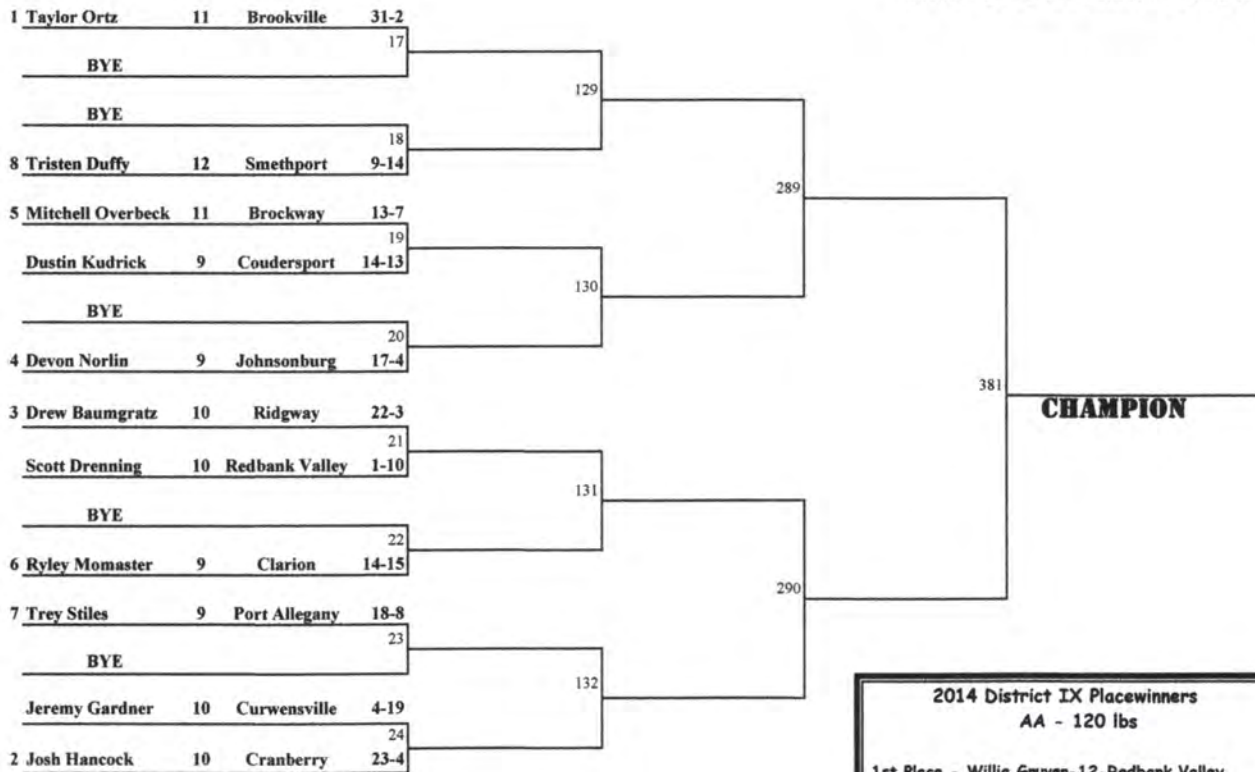 1 Taylor Ortz 11 Brookville 31-2
17
BYE
129
BYE
18
8 Tristen Duffy 12 Smethport 9-14
289
5 Mitchell Overbeck 11 Brockway 13-7
19
Dustin Kudrick 9 Coudersport 14-13
130
BYE
20
4 Devon Norlin 9 Johnsonburg 17-4
381
CHAMPION
3 Drew Baumgratz 10 Ridgway 22-3
21
Scott Drenning 10 Redbank Valley 1-10
131
BYE
22
6 Ryley Momaster 9 Clarion 14-15
290
7 Trey Stiles 9 Port Allegany 18-8
23
BYE
132
Jeremy Gardner 10 Curwensville 4-19
24
2 Josh Hancock 10 Cranberry 23-4
2014 District IX Placewinners
AA - 120 lbs
1st Place - Willie 12 Redbank Valley